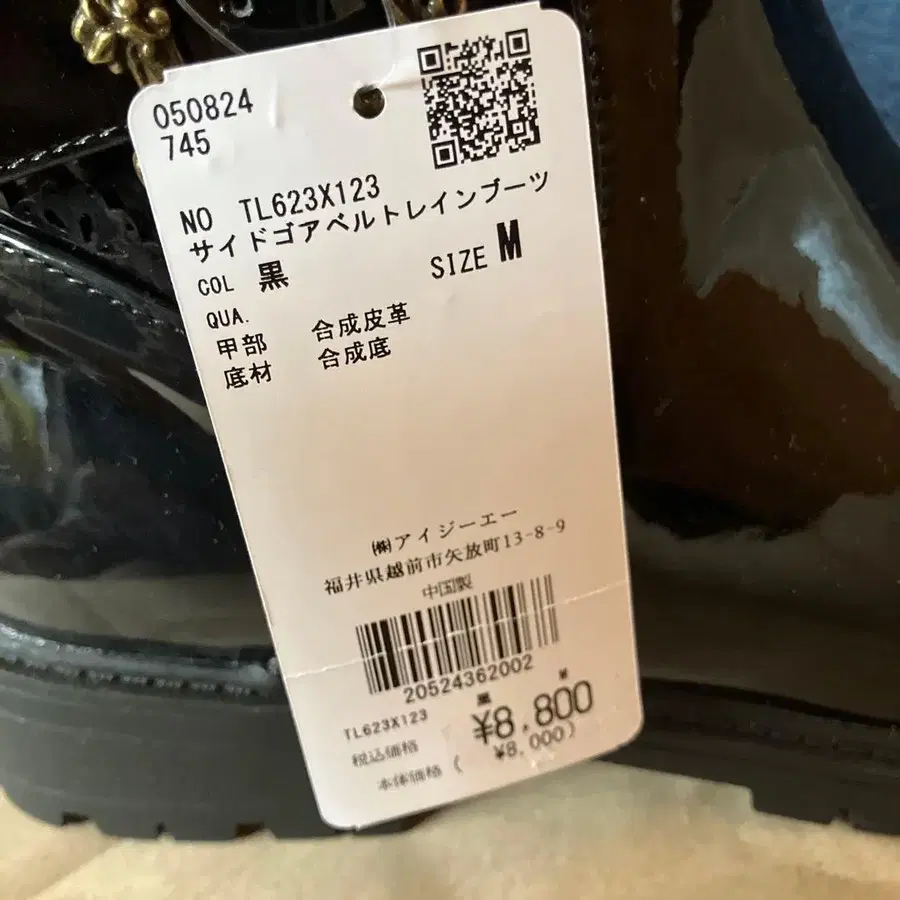 050824
745
NO TL623X123
サイドゴアベルトレインブーツ
COL 黒 SIZE M
QUA.
甲部 合成皮革
底材 合成底
㈱アイジーエー
福井県越前市矢放町13-8-9
中国製
20524362002
黒 M
TL623X123
税込価格 ¥8,800
本体価格 ( ¥8,000)